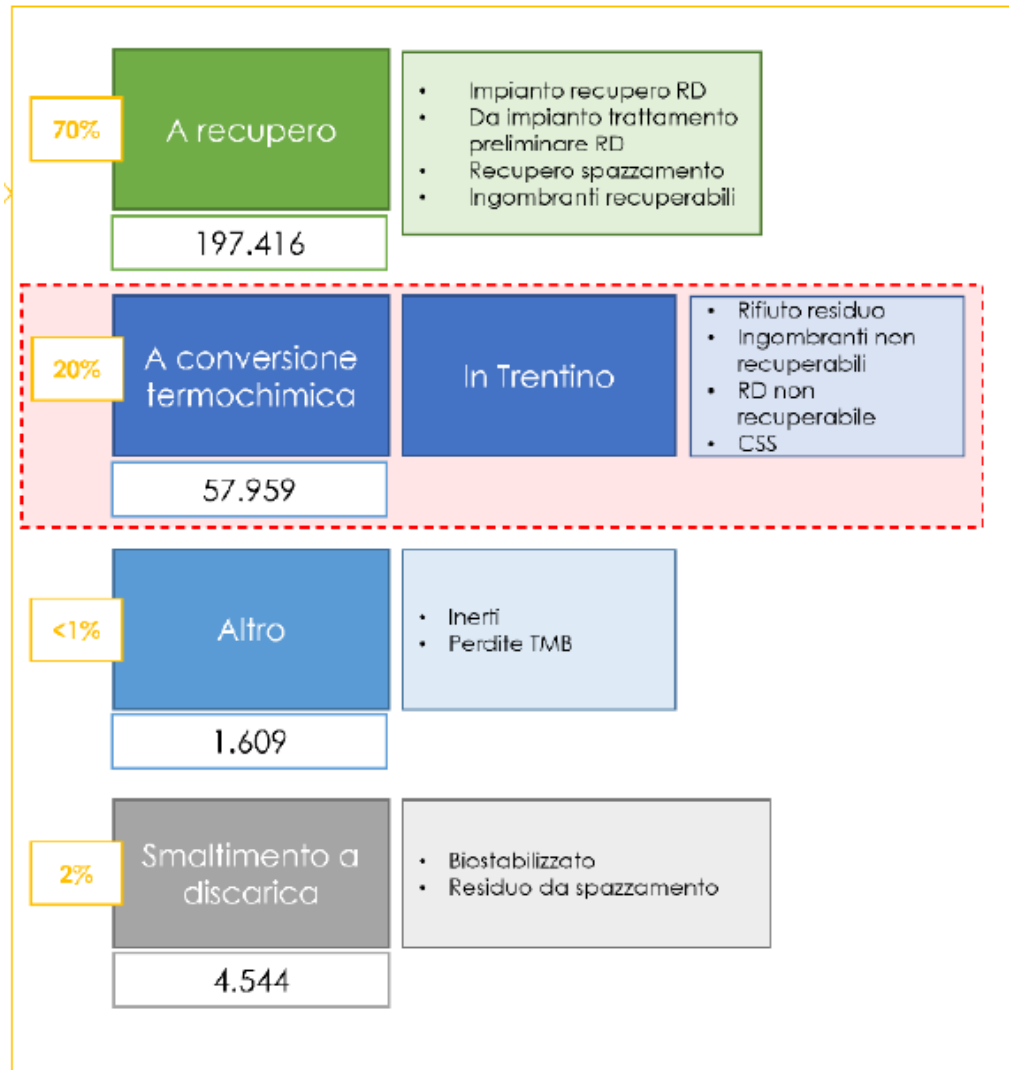 70%
A recupero
197.416
• Impianto recupero RD
• Da impianto trattamento
preliminare RD
• Recupero spazzamento
• Ingombranti recuperabili
20%
A conversione
termochimica
57.959
In Trentino
• Rifiuto residuo
• Ingombranti non
recuperabili
• RD non
recuperabile
• CSS
<1%
Altro
1.609
• Inerti
• Perdite TMB
2%
Smaltimento a
discarica
4.544
• Biostabilizzato
• Residuo da spazzamento